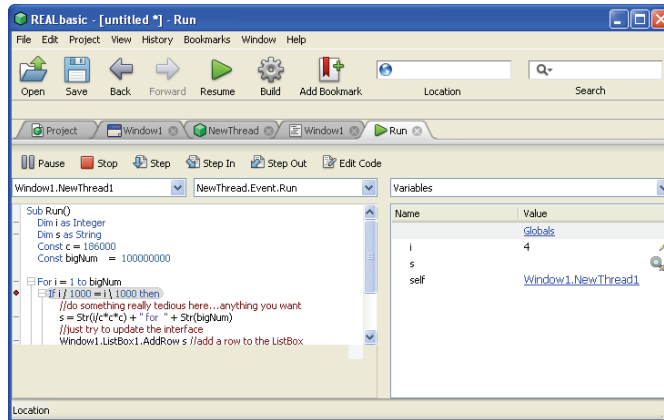 REALbasic - [untitled *] - Run
File Edit Project View History Bookmarks Window Help
Open Save Back Forward Resume Build Add Bookmark Location Search
Project Window1 NewThread Window1 Run
Pause Stop Step Step In Step Out Edit Code
Window1.NewThread1 NewThread.Event.Run Variables
Sub Run()
Dim i as Integer
Dim s as String
Const c = 186000
Const bigNum = 100000000
For i = 1 to bigNum
If i / 1000 = i \ 1000 then
//do something really tedious here...anything you want
s = Str(i/c*c*c) + " for " + Str(bigNum)
//just try to update the interface
Window1.ListBox1.AddRow s //add a row to the ListBox
Name Value
Globals
i 4
s
self Window1.NewThread1
Location